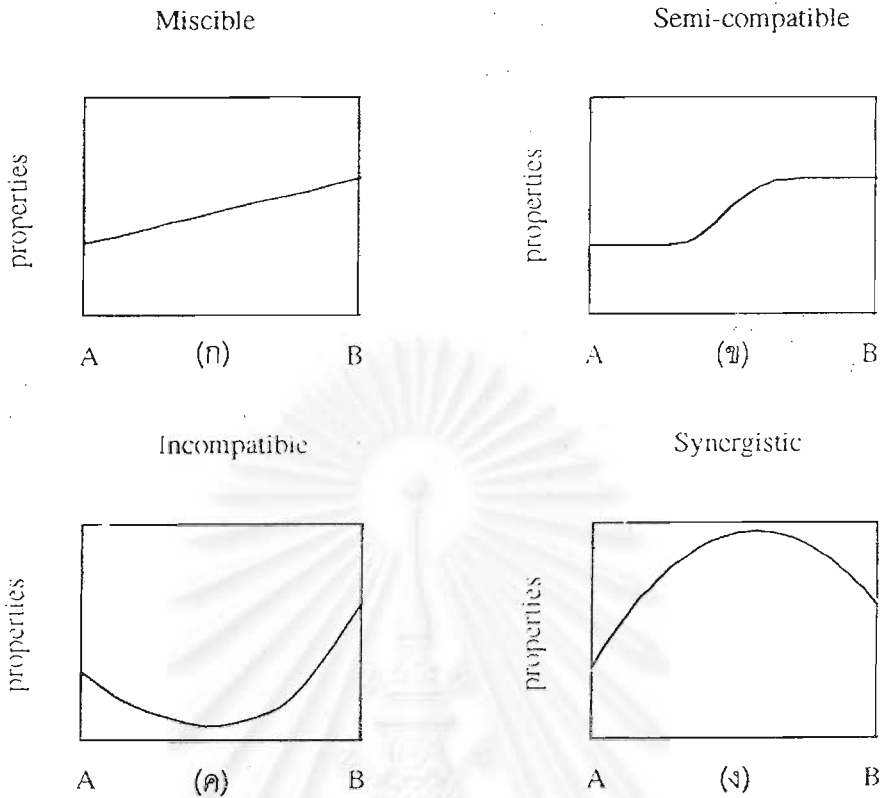 Miscible
Semi-compatible
properties
properties
A (ก) B
A (ข) B
Incompatible
Synergistic
properties
properties
A (ค) B
A (ง) B